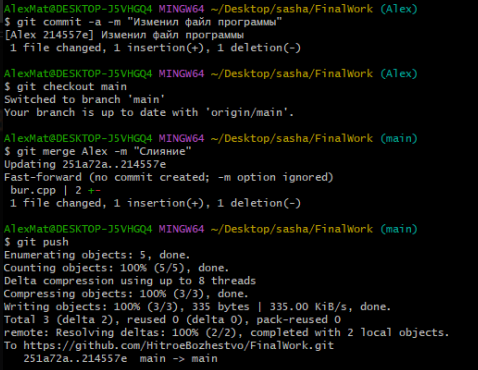 AlexMat@DESKTOP-J5VHGQ4 MINGW64 ~/Desktop/sasha/FinalWork (Alex)
$ git commit -a -m "Изменил файл программы"
[Alex 214557e] Изменил файл программы
 1 file changed, 1 insertion(+), 1 deletion(-)
AlexMat@DESKTOP-J5VHGQ4 MINGW64 ~/Desktop/sasha/FinalWork (Alex)
$ git checkout main
Switched to branch 'main'
Your branch is up to date with 'origin/main'.
AlexMat@DESKTOP-J5VHGQ4 MINGW64 ~/Desktop/sasha/FinalWork (main)
$ git merge Alex -m "Слияние"
Updating 251a72a..214557e
Fast-forward (no commit created; -m option ignored)
 bur.cpp | 2 +-
 1 file changed, 1 insertion(+), 1 deletion(-)
AlexMat@DESKTOP-J5VHGQ4 MINGW64 ~/Desktop/sasha/FinalWork (main)
$ git push
Enumerating objects: 5, done.
Counting objects: 100% (5/5), done.
Delta compression using up to 8 threads
Compressing objects: 100% (3/3), done.
Writing objects: 100% (3/3), 335 bytes | 335.00 KiB/s, done.
Total 3 (delta 2), reused 0 (delta 0), pack-reused 0
remote: Resolving deltas: 100% (2/2), completed with 2 local objects.
To https://github.com/HitroeBozhestvo/FinalWork.git
   251a72a..214557e  main -> main